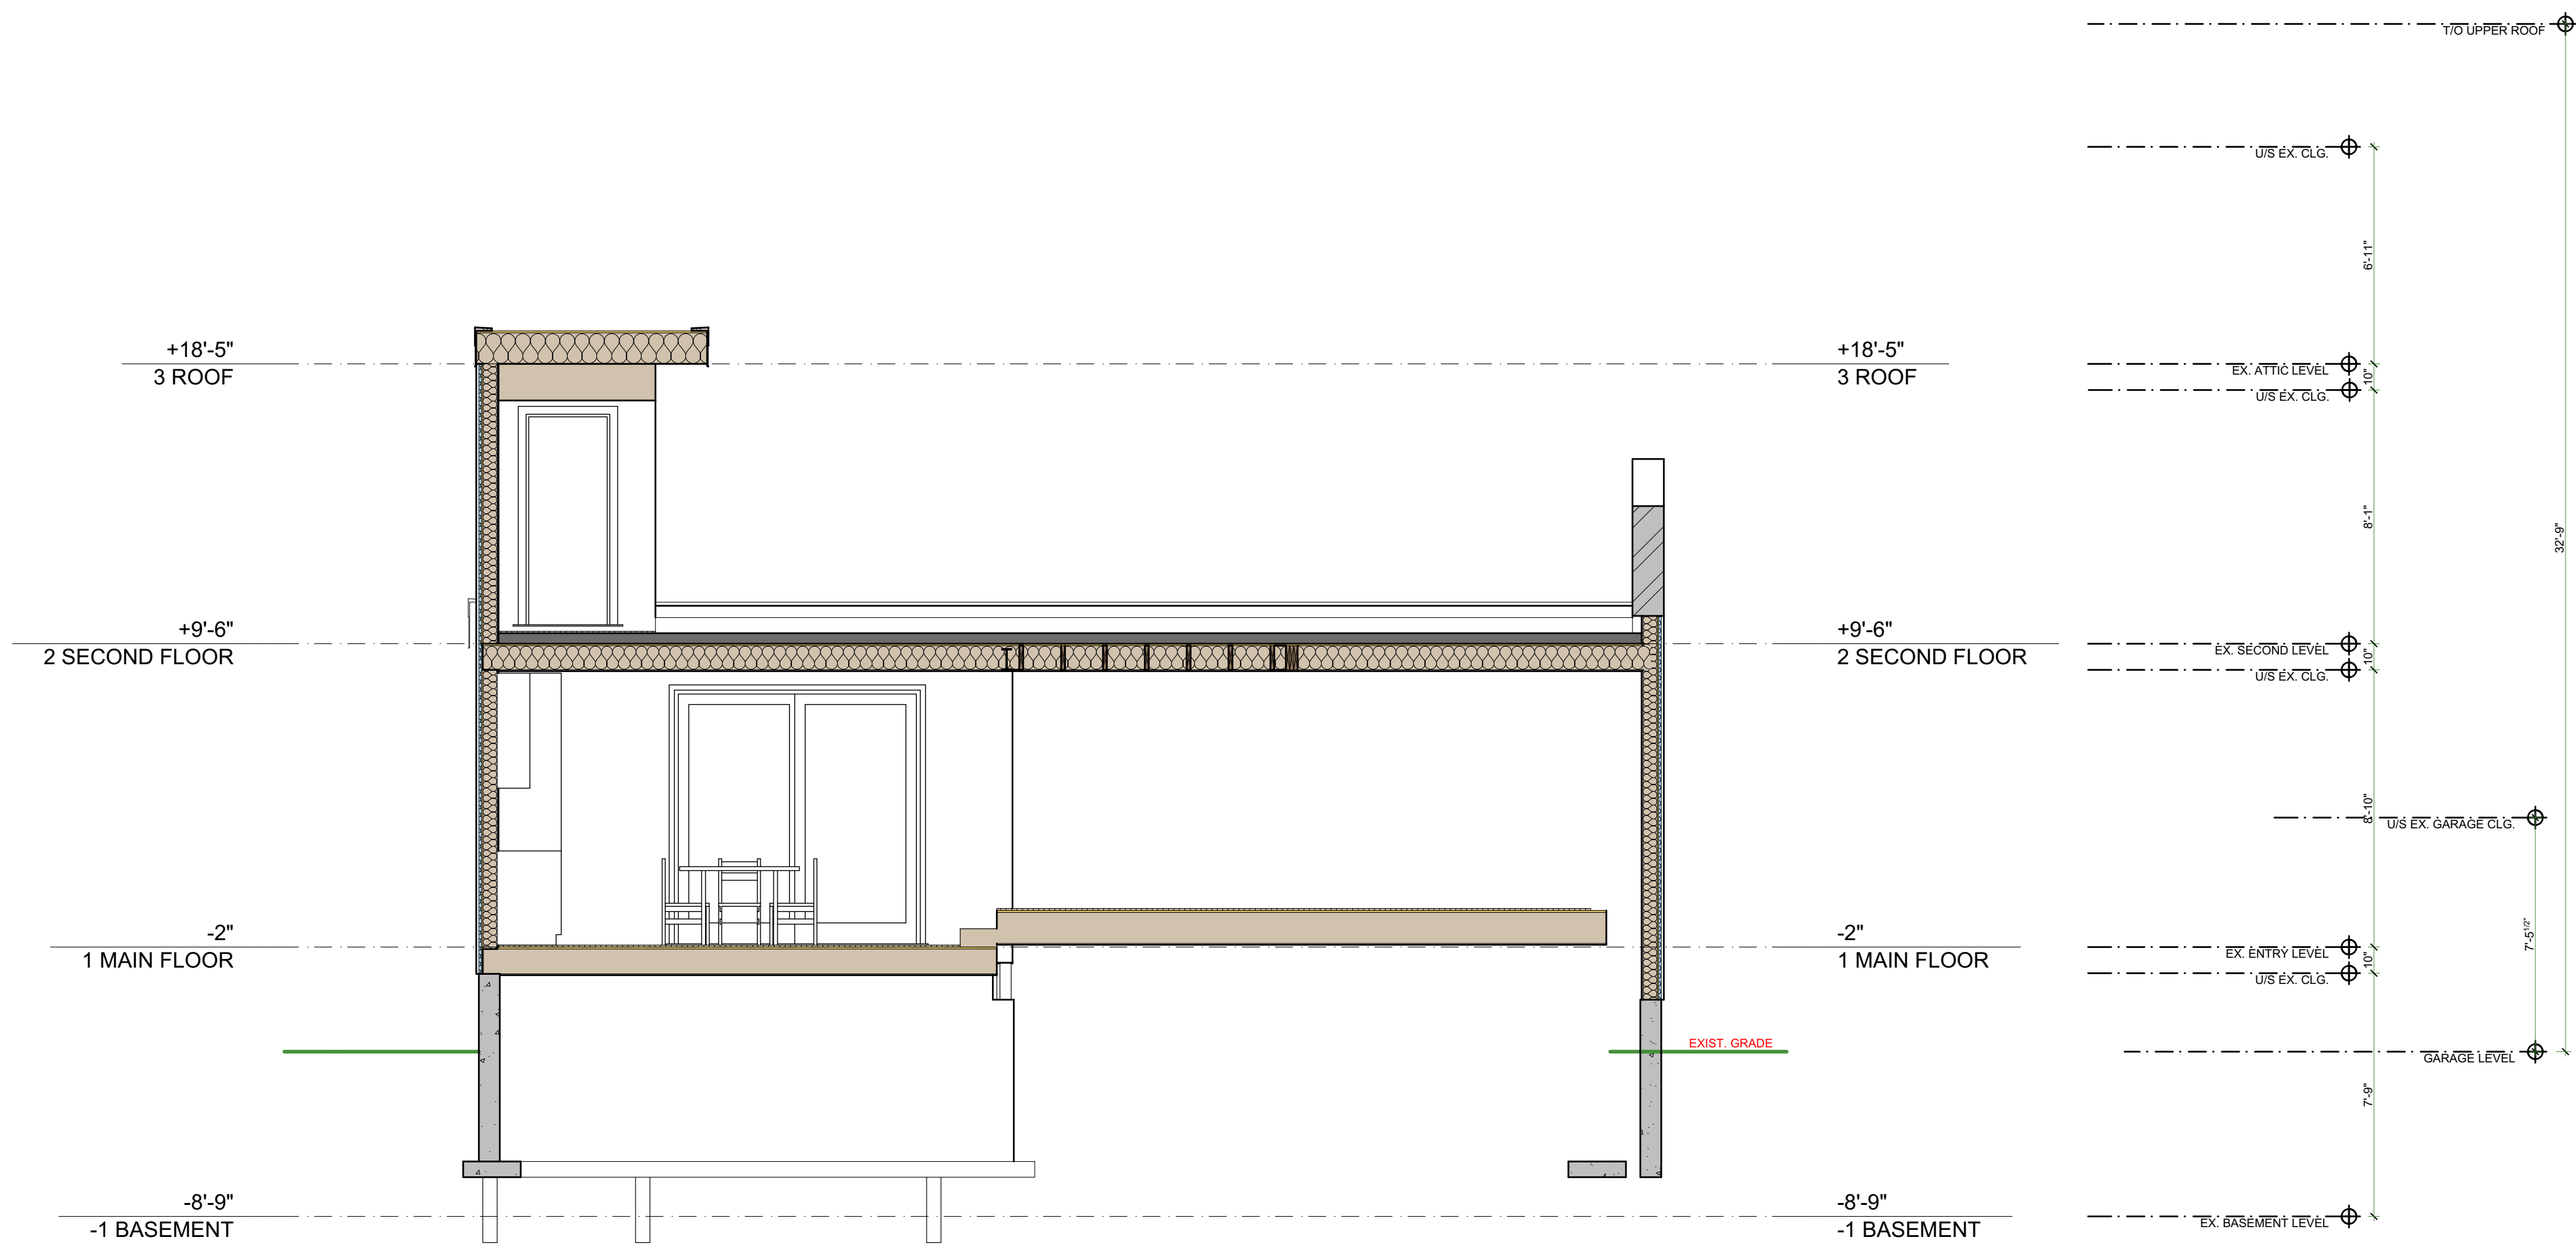 T/O UPPER ROOF
U/S EX. CLG.
6'-11"
+18'-5"
3 ROOF
+18'-5"
3 ROOF
EX. ATTIC LEVEL
10"
U/S EX. CLG.
8'-1"
32'-9"
+9'-6"
2 SECOND FLOOR
+9'-6"
2 SECOND FLOOR
EX. SECOND LEVEL
10"
U/S EX. CLG.
8'-10"
U/S EX. GARAGE CLG.
7'-5 1/2"
-2"
1 MAIN FLOOR
-2"
1 MAIN FLOOR
EX. ENTRY LEVEL
10"
U/S EX. CLG.
EXIST. GRADE
GARAGE LEVEL
7'-9"
-8'-9"
-1 BASEMENT
-8'-9"
-1 BASEMENT
EX. BASEMENT LEVEL